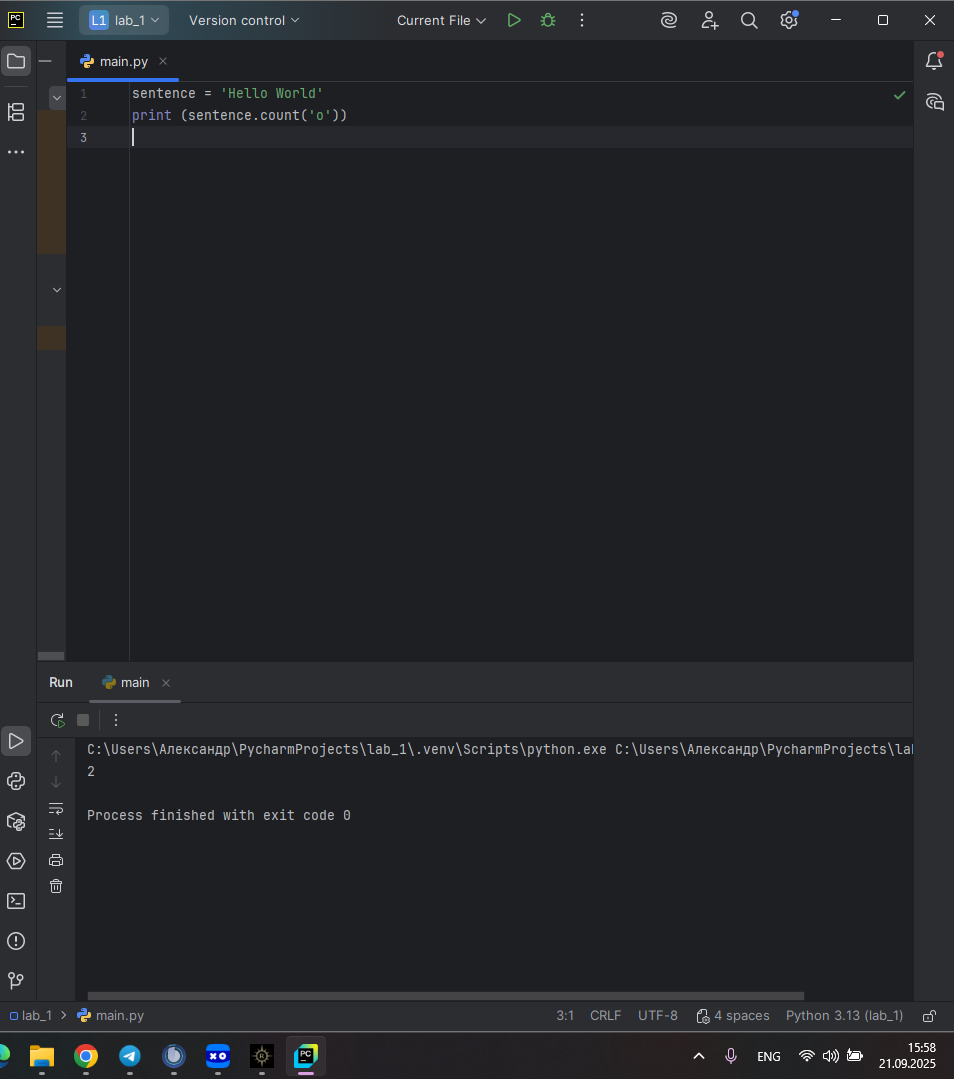 PC L1 lab_1 Version control Current File
main.py
1 sentence = 'Hello World'
2 print (sentence.count('o'))
3
Run main
C:\Users\Александр\PycharmProjects\lab_1\.venv\Scripts\python.exe C:\Users\Александр\PycharmProjects\la
2
Process finished with exit code 0
lab_1 main.py 3:1 CRLF UTF-8 4 spaces Python 3.13 (lab_1)
XO R PC ENG 15:58
21.09.2025